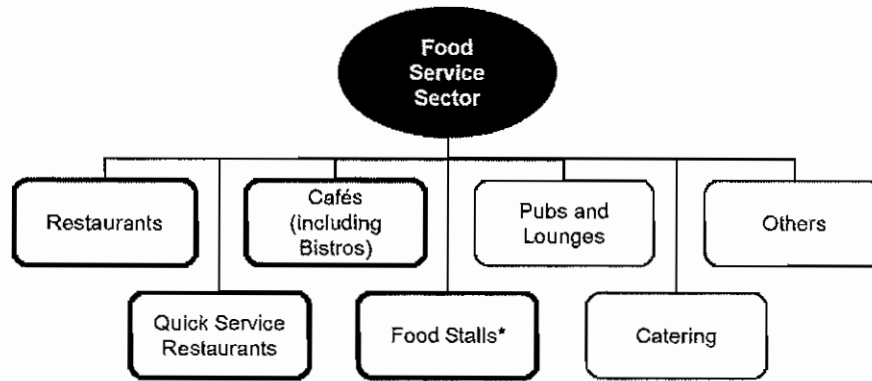 Food
Service
Sector
Restaurants
Cafés
(including
Bistros)
Pubs and
Lounges
Others
Quick Service
Restaurants
Food Stalls*
Catering